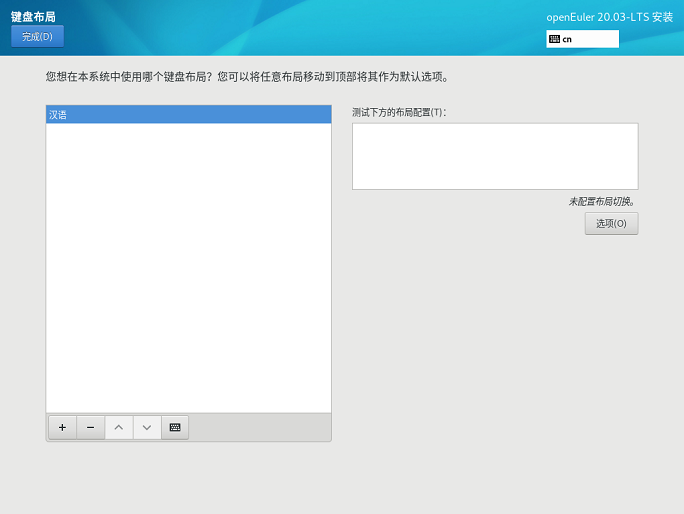 键盘布局
openEuler 20.03-LTS 安装
完成(D)
cn
您想在本系统中使用哪个键盘布局？您可以将任意布局移动到顶部将其作为默认选项。
汉语
测试下方的布局配置(T)：
未配置布局切换。
选项(O)